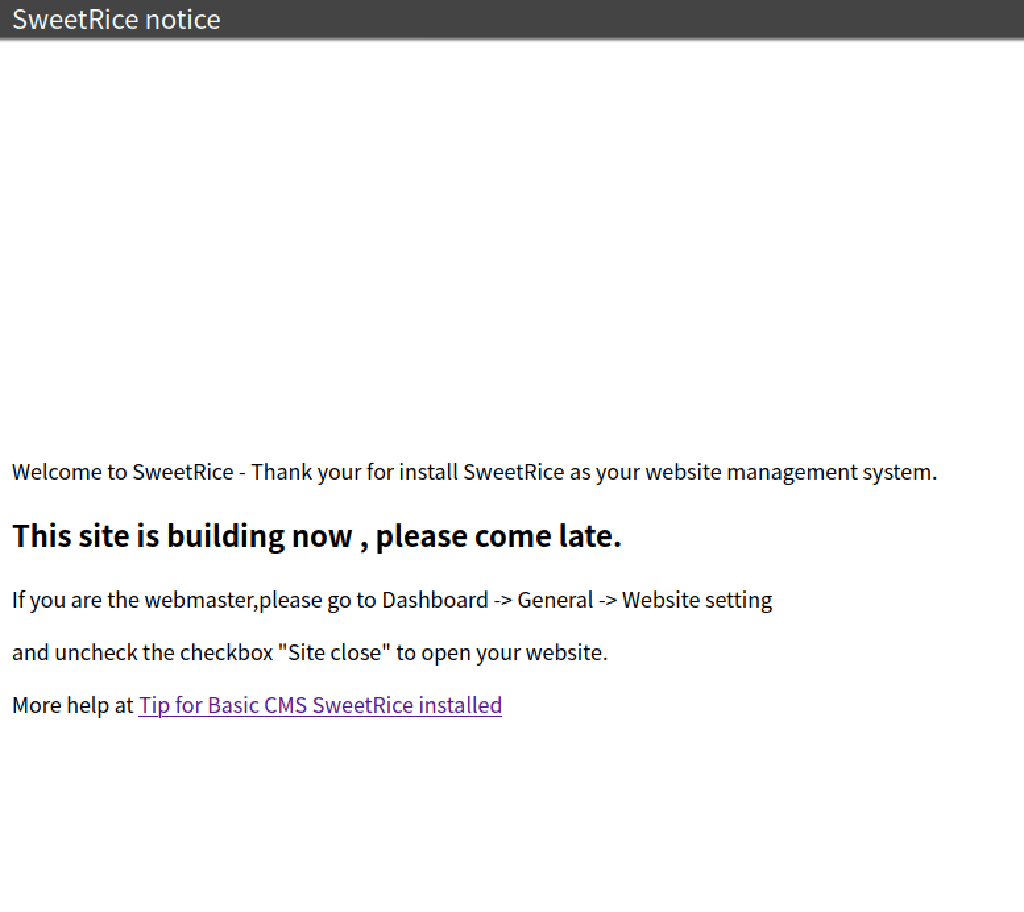 SweetRice notice
Welcome to SweetRice - Thank your for install SweetRice as your website management system.
This site is building now , please come late.
If you are the webmaster,please go to Dashboard -> General -> Website setting
and uncheck the checkbox "Site close" to open your website.
More help at Tip for Basic CMS SweetRice installed